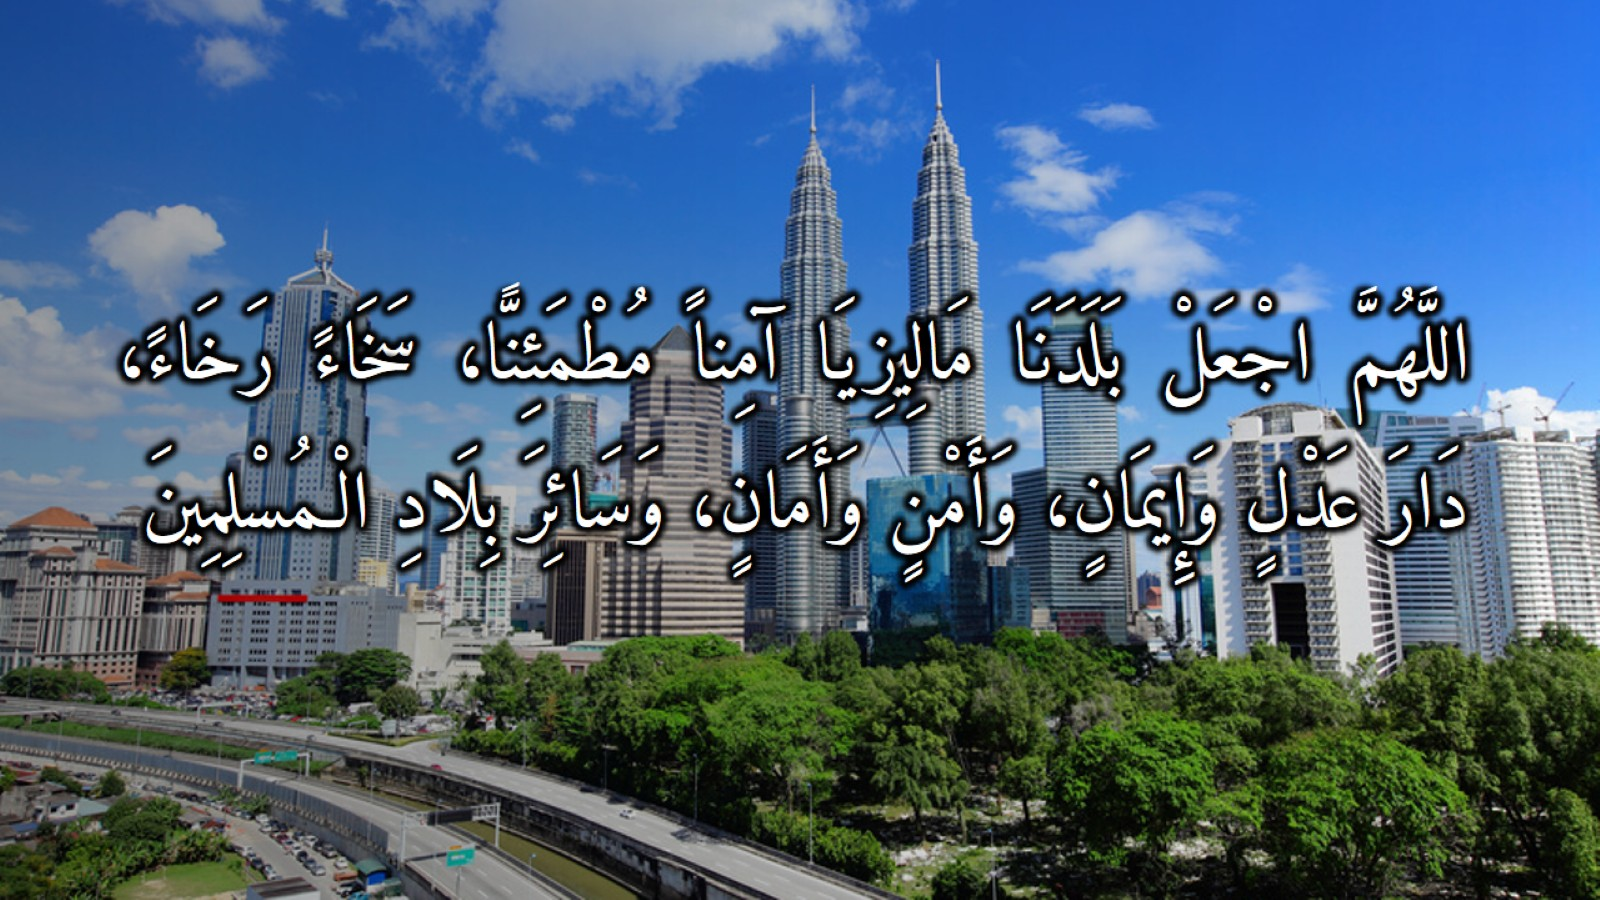 اللَّهُمَّ اجْعَلْ بَلَدَنَا مَالِيزِيَا آمِناً مُطْمَئِنًّا، سَخَاءً رَخَاءً،
دَارَ عَدْلٍ وَإِيمَانٍ، وَأَمْنٍ وَأَمَانٍ، وَسَائِرَ بِلَادِ الْمُسْلِمِينَ